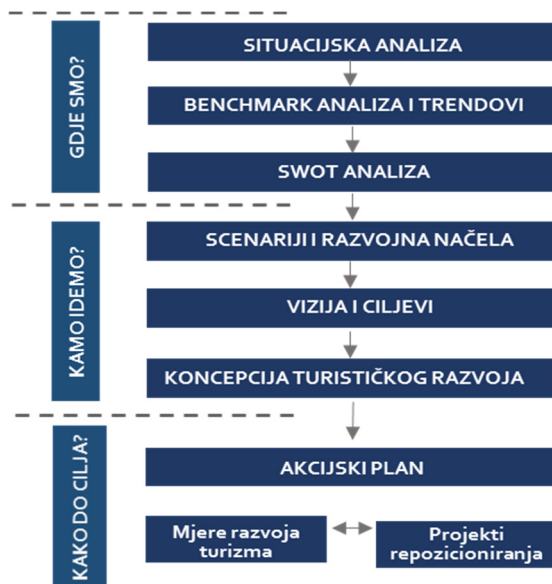 GDJE SMO?
SITUACIJSKA ANALIZA
BENCHMARK ANALIZA I TRENDOVI
SWOT ANALIZA
KAMO IDEMO?
SCENARIJI I RAZVOJNA NAČELA
VIZIJA I CILJEVI
KONCEPCIJA TURISTIČKOG RAZVOJA
KAKO DO CILJA?
AKCIJSKI PLAN
Mjere razvoja
turizma
Projekti
repozicioniranja